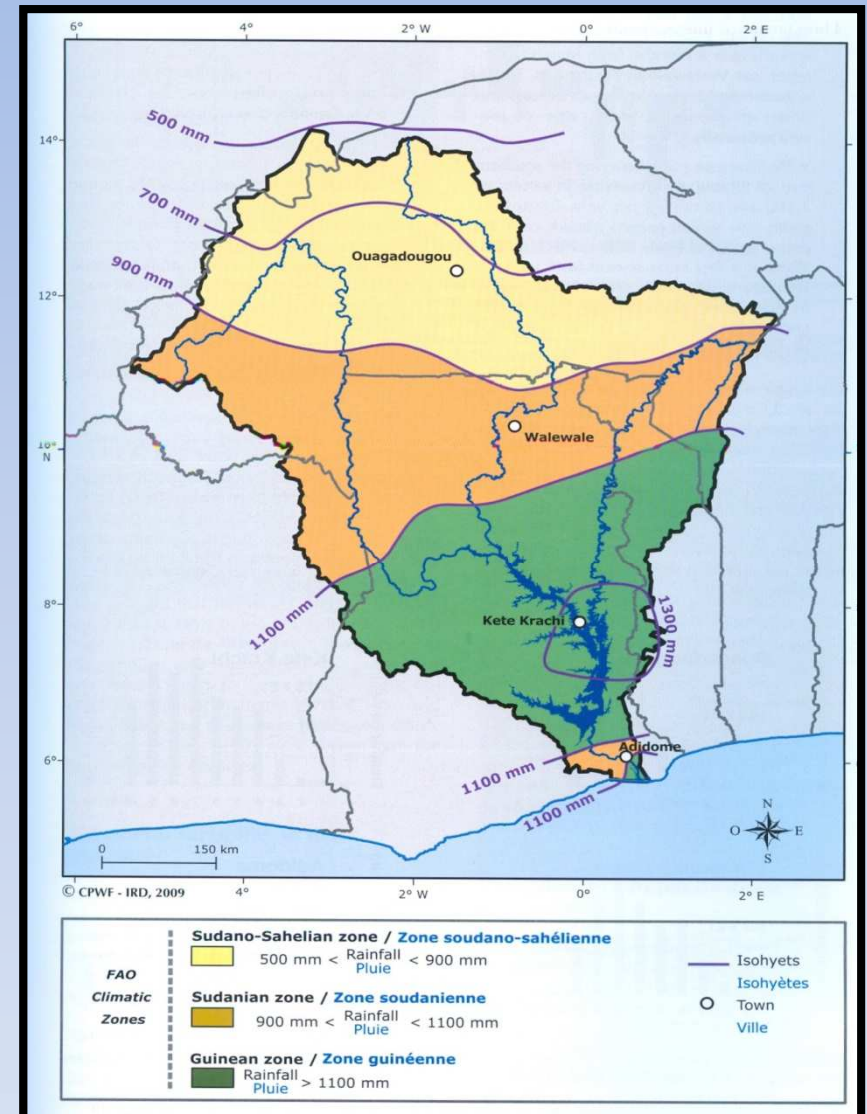 6° 4° 2° W 0° 2° E
500 mm
14°
700 mm
Ouagadougou
900 mm
12°
Walewale
10°
N
8°
Kete Krachi
1300 mm
1100 mm
Adidome
6°
1100 mm
1100 mm
N
O E
S
0 150 km
4° 2° W 0° 2° E
© CPWF - IRD, 2009
FAO
Climatic
Zones
Sudano-Sahelian zone / Zone soudano-sahélienne
500 mm < Rainfall < 900 mm
Pluie
Sudanian zone / Zone soudanienne
900 mm < Rainfall < 1100 mm
Pluie
Guinean zone / Zone guinéenne
Rainfall > 1100 mm
Pluie
Isohyets
Isohyètes
Town
Ville